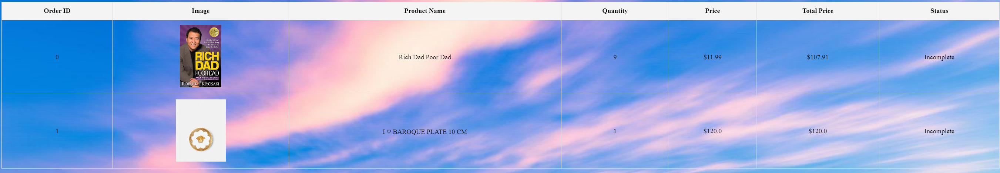 Order ID Image Product Name Quantity Price Total Price Status
0 Rich Dad Poor Dad 9 $11.99 $107.91 Incomplete
RICH
DAD
POOR DAD
ROBERT T. KIYOSAKI
1 I ♡ BAROQUE PLATE 10 CM 1 $120.0 $120.0 Incomplete